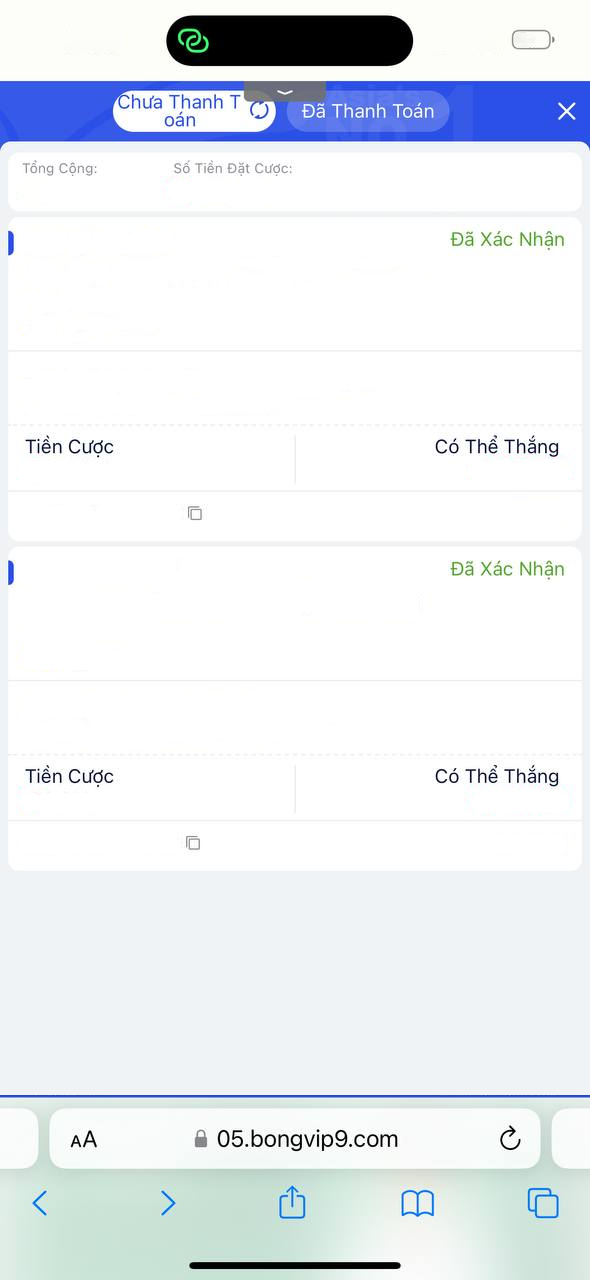 Chưa Thanh T
oán
Đã Thanh Toán
Tổng Cộng:
Số Tiền Đặt Cược:
Đã Xác Nhận
Tiền Cược
Có Thể Thắng
Đã Xác Nhận
Tiền Cược
Có Thể Thắng
AA
05.bongvip9.com